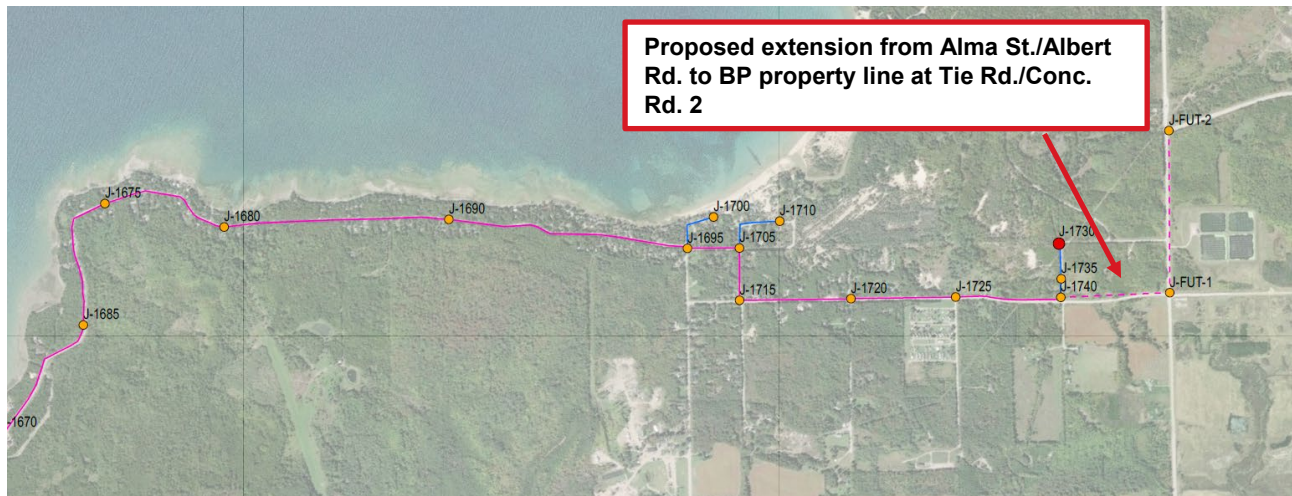 Proposed extension from Alma St./Albert
Rd. to BP property line at Tie Rd./Conc.
Rd. 2
J-FUT-2
J-1675
J-1680
J-1690
J-1700
J-1710
J-1695
J-1705
J-1730
J-1735
J-1740
J-FUT-1
J-1715
J-1720
J-1725
J-1685
-1670